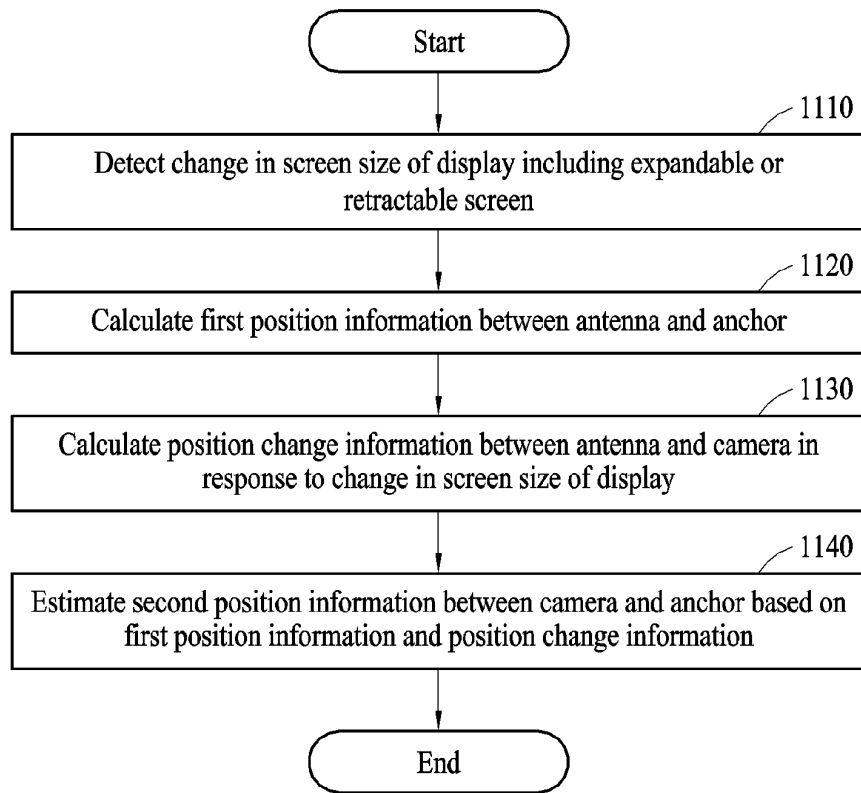 Start
1110
Detect change in screen size of display including expandable or
retractable screen
1120
Calculate first position information between antenna and anchor
1130
Calculate position change information between antenna and camera in
response to change in screen size of display
1140
Estimate second position information between camera and anchor based on
first position information and position change information
End